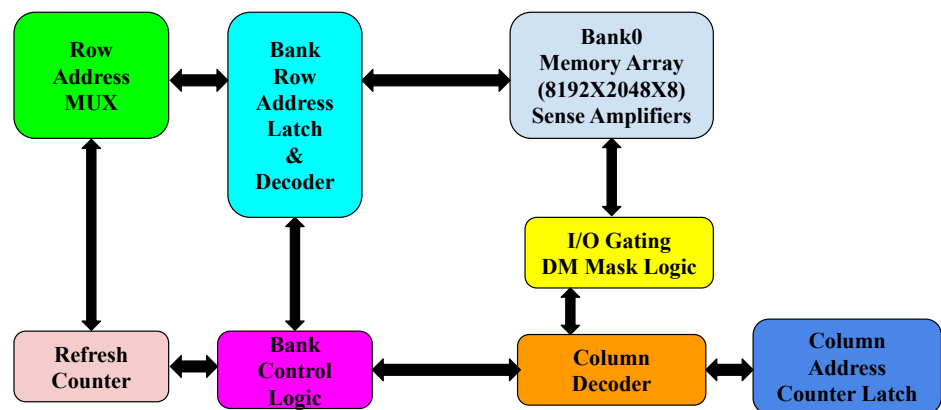 Row
Address
MUX
Bank
Row
Address
Latch
&
Decoder
Bank0
Memory Array
(8192X2048X8)
Sense Amplifiers
I/O Gating
DM Mask Logic
Refresh
Counter
Bank
Control
Logic
Column
Decoder
Column
Address
Counter Latch